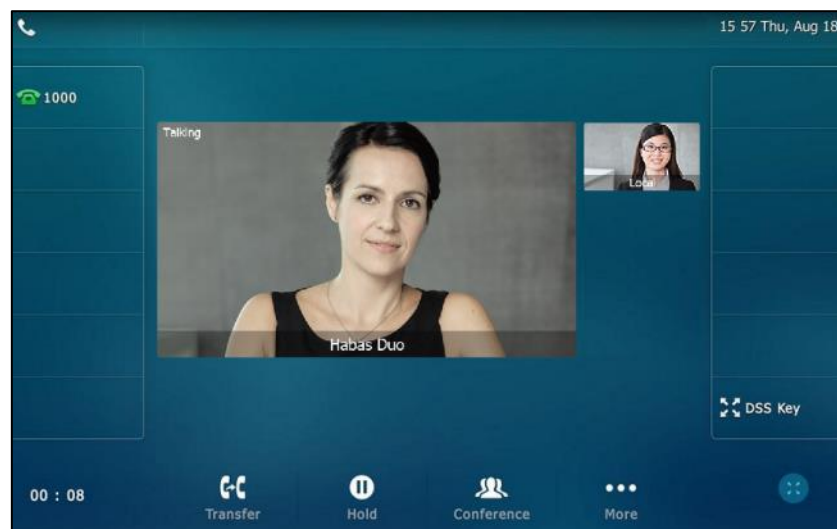 15 57 Thu, Aug 18
1000
Talking
Local
Habas Duo
DSS Key
00 : 08
Transfer
Hold
Conference
More